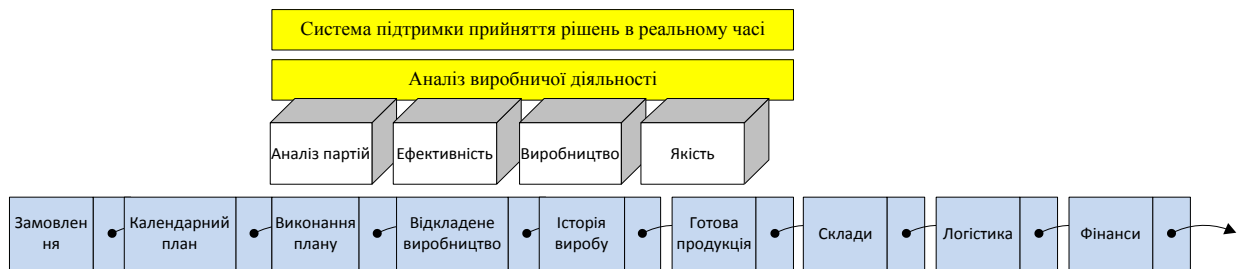 Система підтримки прийняття рішень в реальному часі
Аналіз виробничої діяльності
Аналіз партій
Ефективність
Виробництво
Якість
Замовлен
ня
Календарний
план
Виконання
плану
Відкладене
виробництво
Історія
виробу
Готова
продукція
Склади
Логістика
Фінанси